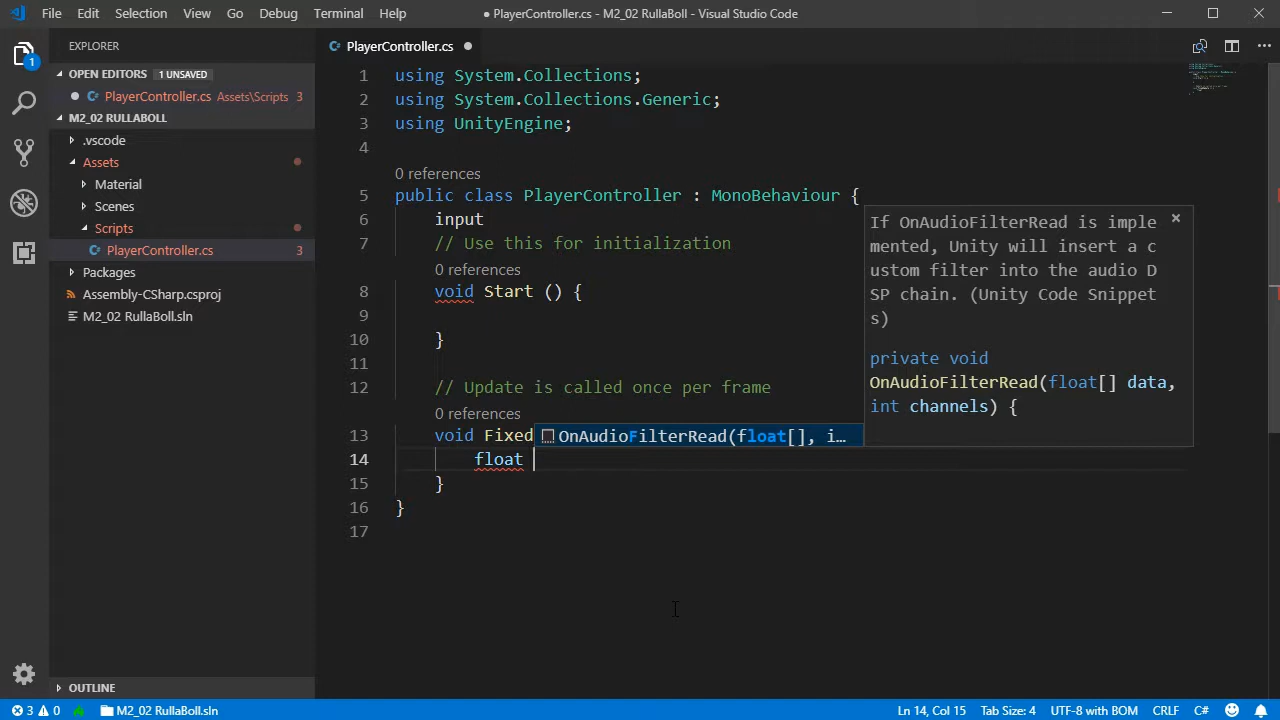 File Edit Selection View Go Debug Terminal Help
● PlayerController.cs - M2_02 RullaBoll - Visual Studio Code
EXPLORER
OPEN EDITORS 1 UNSAVED
PlayerController.cs Assets\Scripts 3
M2_02 RULLABOLL
.vscode
Assets
Material
Scenes
Scripts
PlayerController.cs 3
Packages
Assembly-CSharp.csproj
M2_02 RullaBoll.sln
OUTLINE
1
PlayerController.cs
1 using System.Collections;
2 using System.Collections.Generic;
3 using UnityEngine;
4
0 references
5 public class PlayerController : MonoBehaviour {
6 input
7 // Use this for initialization
0 references
8 void Start () {
9
10 }
11
12 // Update is called once per frame
0 references
13 void Fixed
14 float
15 }
16 }
17
OnAudioFilterRead(float[], i…
If OnAudioFilterRead is imple
mented, Unity will insert a c
ustom filter into the audio D
SP chain. (Unity Code Snippet
s)
private void
OnAudioFilterRead(float[] data,
int channels) {
3 0 M2_02 RullaBoll.sln Ln 14, Col 15 Tab Size: 4 UTF-8 with BOM CRLF C#